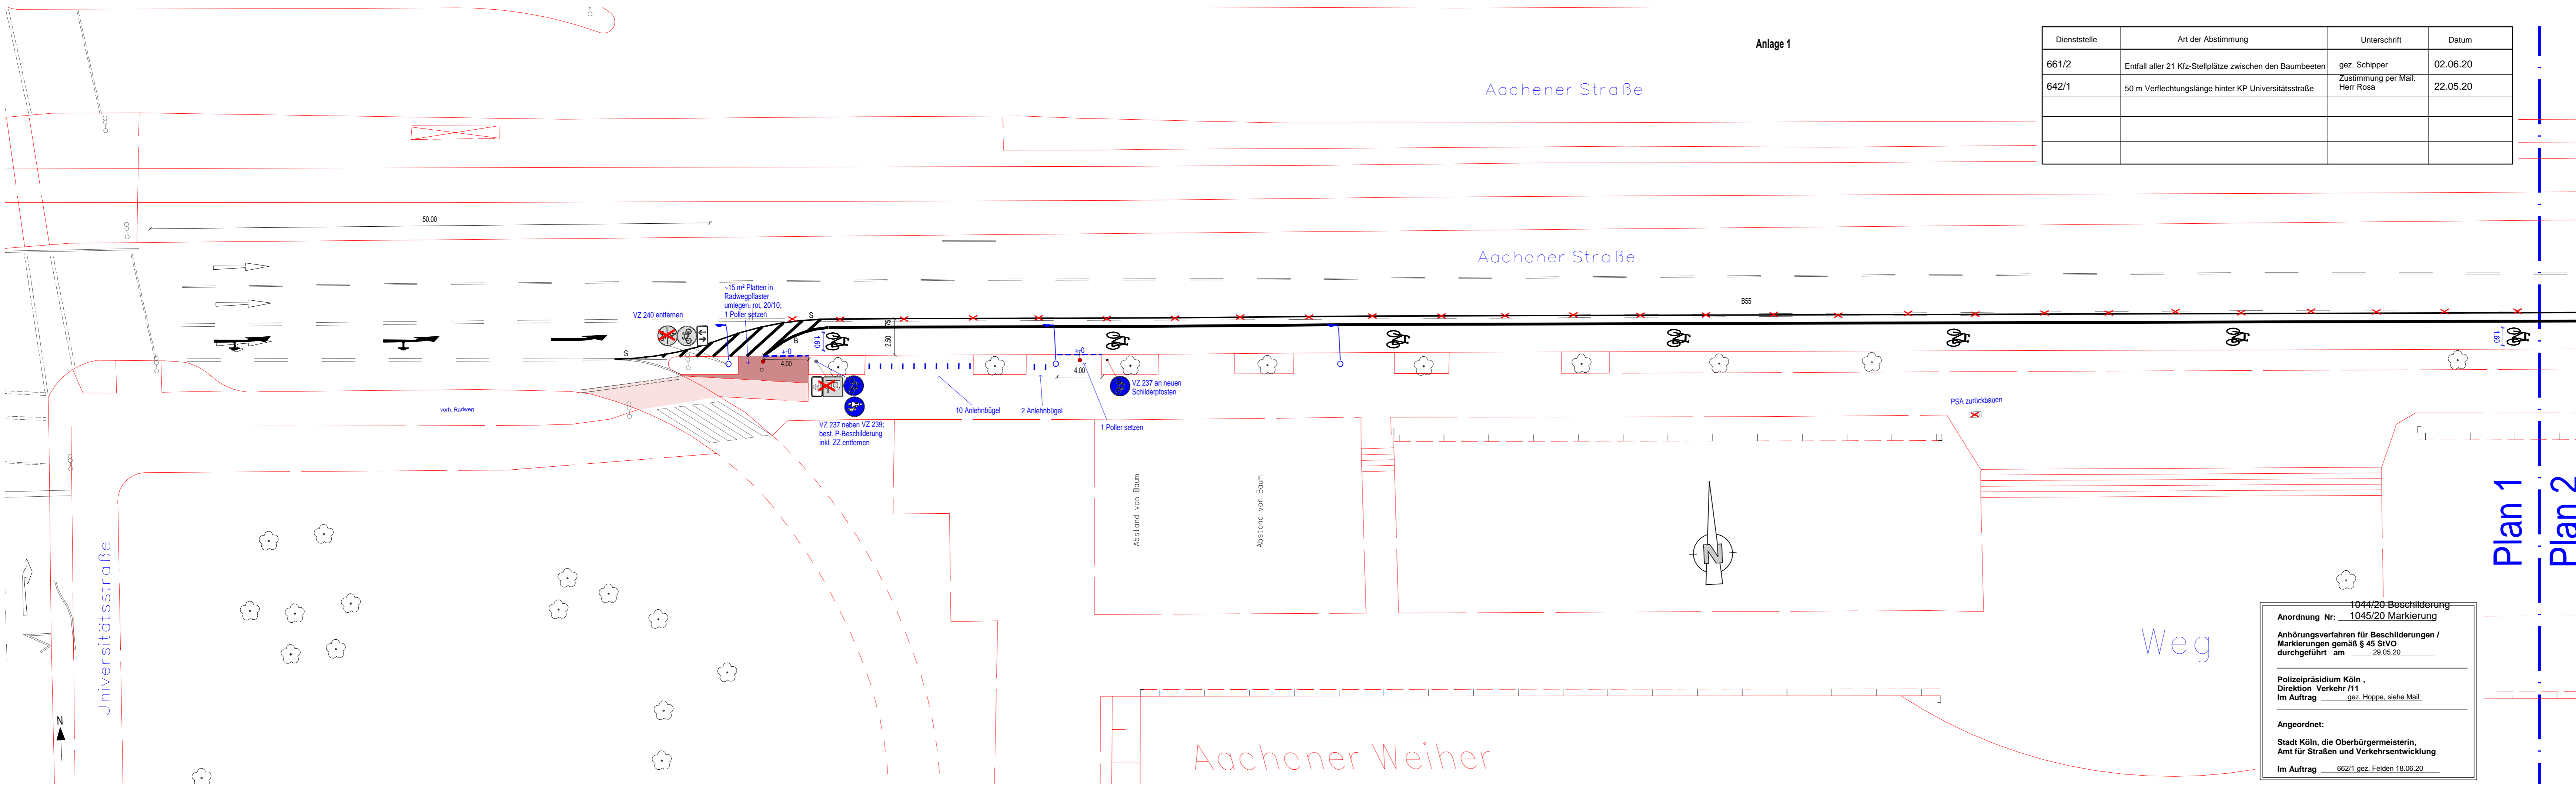 Anlage 1
Dienststelle
Art der Abstimmung
Unterschrift
Datum
661/2
Entfall aller 21 Kfz-Stellplätze zwischen den Baumbeeten
gez. Schipper
02.06.20
642/1
50 m Verflechtungslänge hinter KP Universitätsstraße
Zustimmung per Mail:
Herr Rosa
22.05.20
Aachener Straße
50.00
Aachener Straße
B55
~15 m² Platten in
Radwegpflaster
umlegen, rot, 20/10;
1 Poller setzen
VZ 240 entfernen
S
S
B
.75
2.50
1.60
1.60
+-0
+-0
4.00
4.00
VZ 237 an neuen
Schilderpfosten
vorh. Radweg
10 Anlehnbügel
2 Anlehnbügel
1 Poller setzen
PSA zurückbauen
VZ 237 neben VZ 239;
best. P-Beschilderung
inkl. ZZ entfernen
Abstand von Baum
Abstand von Baum
N
Plan 1
Plan 2
Universitätsstraße
N
Weg
Aachener Weiher
1044/20 Beschilderung
Anordnung Nr: 1045/20 Markierung
Anhörungsverfahren für Beschilderungen /
Markierungen gemäß § 45 StVO
durchgeführt am 29.05.20
Polizeipräsidium Köln ,
Direktion Verkehr /11
Im Auftrag gez. Hoppe, siehe Mail
Angeordnet:
Stadt Köln, die Oberbürgermeisterin,
Amt für Straßen und Verkehrsentwicklung
Im Auftrag 662/1 gez. Felden 18.06.20